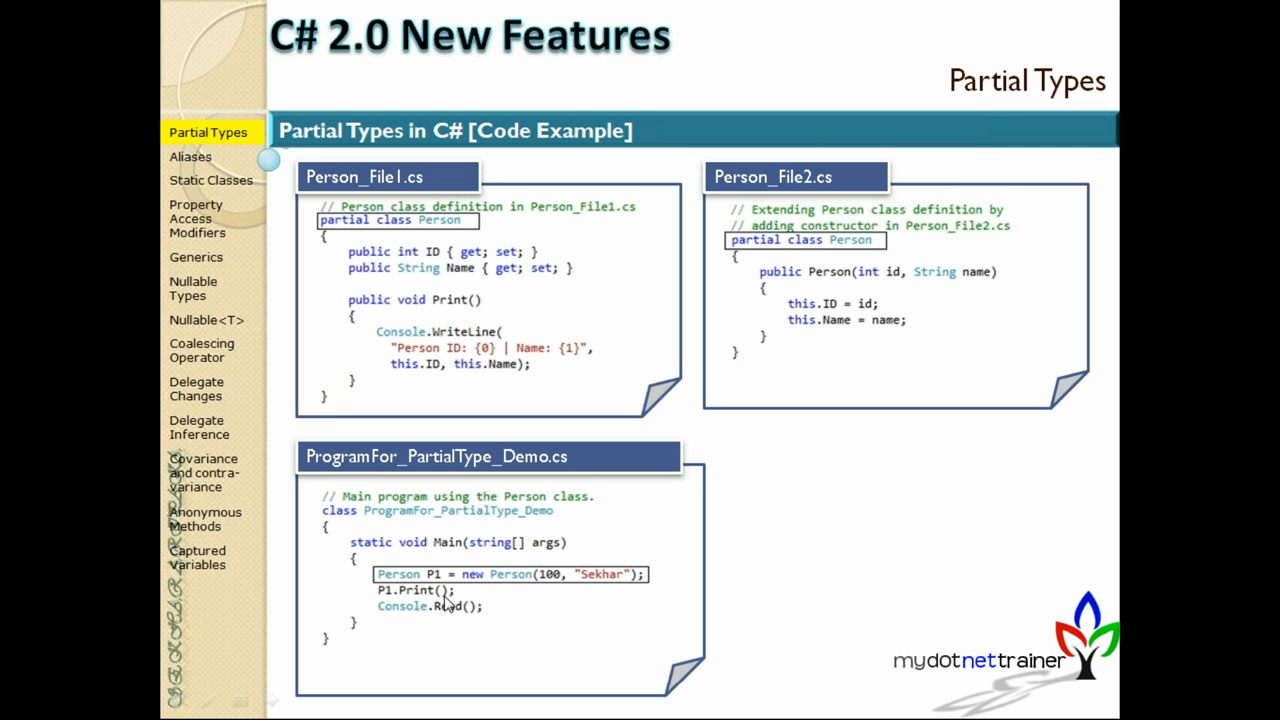 C# 2.0 New Features
Partial Types
Partial Types in C# [Code Example]
Partial Types
Aliases
Static Classes
Property
Access
Modifiers
Generics
Nullable
Types
Nullable<T>
Coalescing
Operator
Delegate
Changes
Delegate
Inference
Covariance
and contra-
variance
Anonymous
Methods
Captured
Variables
Person_File1.cs
// Person class definition in Person_File1.cs
partial class Person
{
public int ID { get; set; }
public String Name { get; set; }
public void Print()
{
Console.WriteLine(
"Person ID: {0} | Name: {1}",
this.ID, this.Name);
}
}
Person_File2.cs
// Extending Person class definition by
// adding constructor in Person_File2.cs
partial class Person
{
public Person(int id, String name)
{
this.ID = id;
this.Name = name;
}
}
ProgramFor_PartialType_Demo.cs
// Main program using the Person class.
class ProgramFor_PartialType_Demo
{
static void Main(string[] args)
{
Person P1 = new Person(100, "Sekhar");
P1.Print();
Console.Read();
}
}
mydotnettrainer